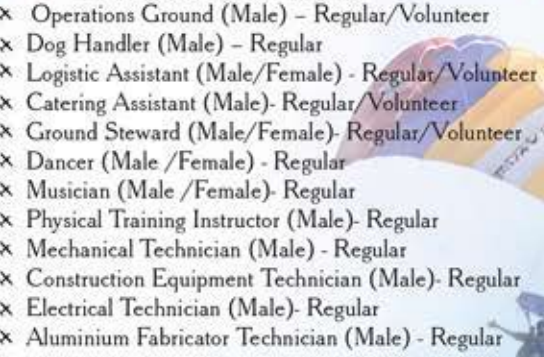 × Operations Ground (Male) – Regular/Volunteer
× Dog Handler (Male) – Regular
× Logistic Assistant (Male/Female) - Regular/Volunteer
× Catering Assistant (Male)- Regular/Volunteer
× Ground Steward (Male/Female)- Regular/Volunteer
× Dancer (Male /Female) - Regular
× Musician (Male /Female)- Regular
× Physical Training Instructor (Male)- Regular
× Mechanical Technician (Male) - Regular
× Construction Equipment Technician (Male)- Regular
× Electrical Technician (Male)- Regular
× Aluminium Fabricator Technician (Male) - Regular